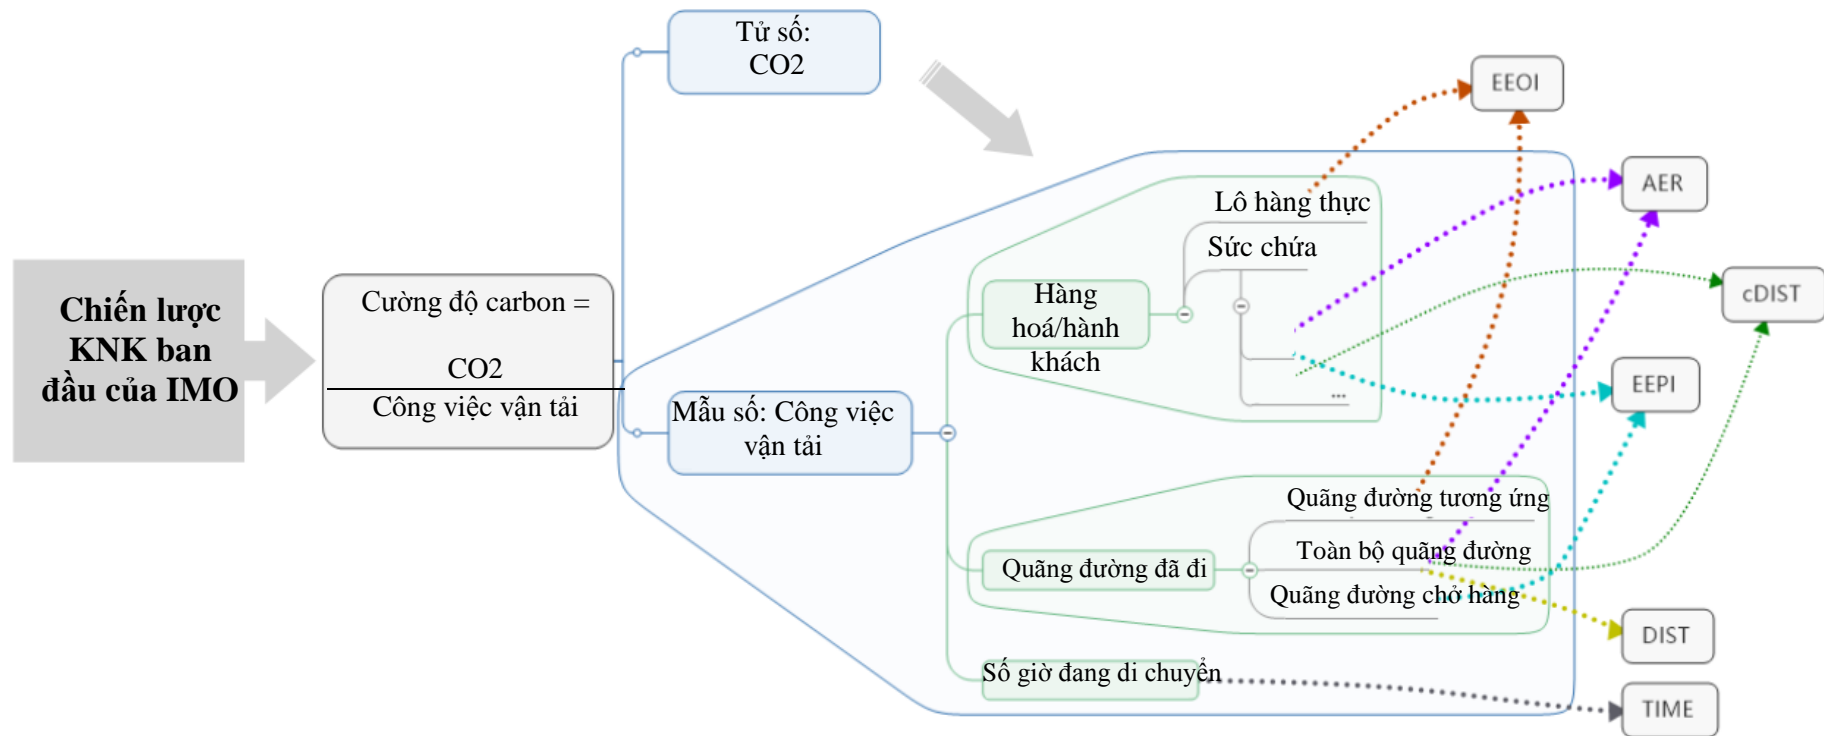 Chiến lược
KNK ban
đầu của IMO
Cường độ carbon =
CO2
Công việc vận tải
Tử số:
CO2
Mẫu số: Công việc
vận tải
Hàng
hoá/hành
khách
Lô hàng thực
Sức chứa
...
Quãng đường đã đi
Quãng đường tương ứng
Toàn bộ quãng đường
Quãng đường chở hàng
Số giờ đang di chuyển
EEOI
AER
cDIST
EEPI
DIST
TIME